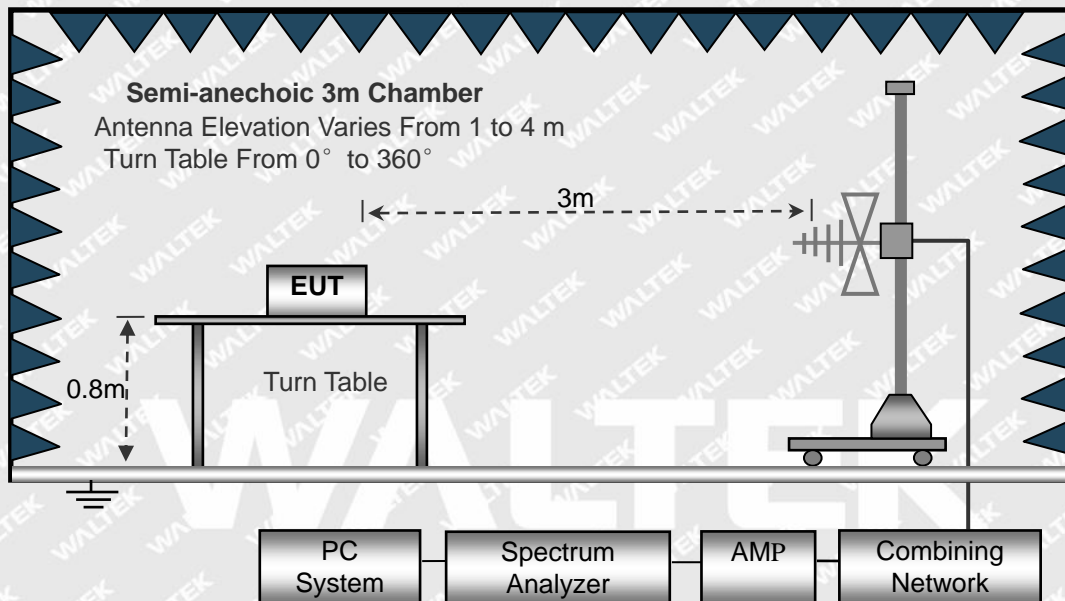 Semi-anechoic 3m Chamber
Antenna Elevation Varies From 1 to 4 m
Turn Table From 0° to 360°
3m
EUT
0.8m
Turn Table
WALTEK
PC
System
Spectrum
Analyzer
AMP
Combining
Network